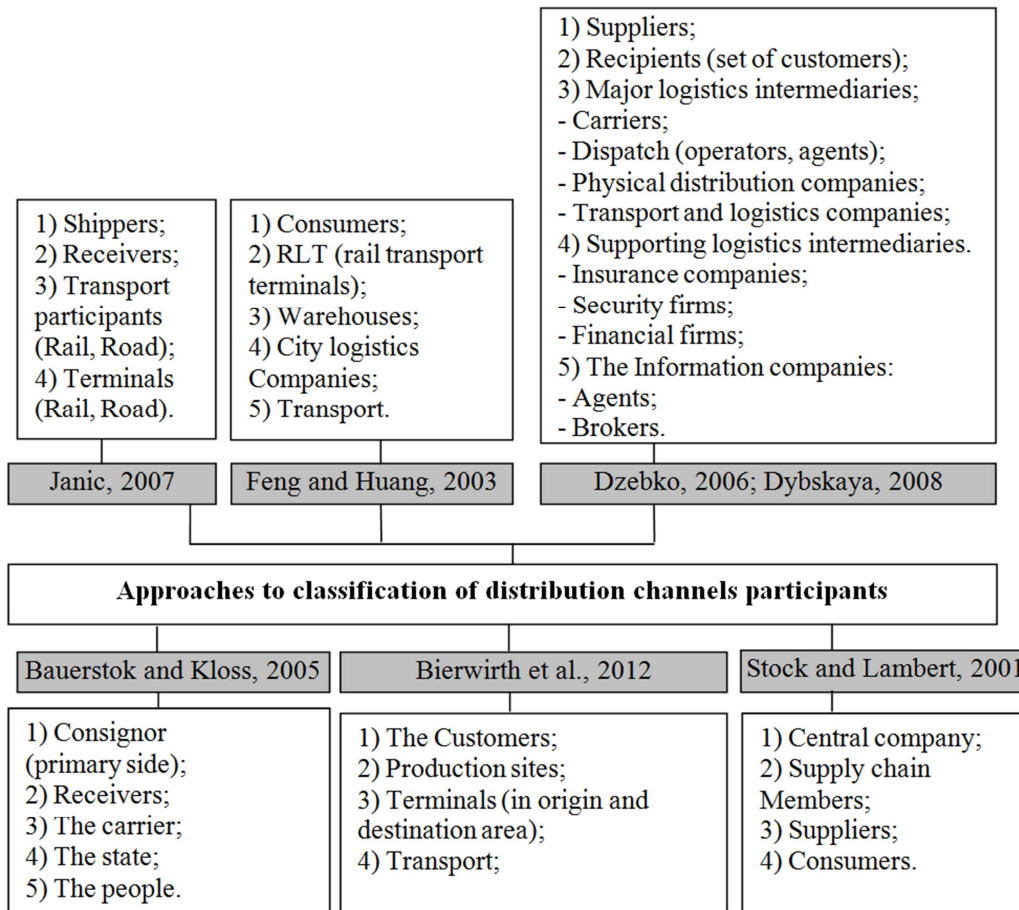 1) Shippers;
2) Receivers;
3) Transport
participants
(Rail, Road);
4) Terminals
(Rail, Road).
1) Consumers;
2) RLT (rail transport
terminals);
3) Warehouses;
4) City logistics
Companies;
5) Transport.
1) Suppliers;
2) Recipients (set of customers);
3) Major logistics intermediaries;
- Carriers;
- Dispatch (operators, agents);
- Physical distribution companies;
- Transport and logistics companies;
4) Supporting logistics intermediaries.
- Insurance companies;
- Security firms;
- Financial firms;
5) The Information companies:
- Agents;
- Brokers.
Janic, 2007
Feng and Huang, 2003
Dzebko, 2006; Dybskaya, 2008
Approaches to classification of distribution channels participants
Bauerstok and Kloss, 2005
Bierwirth et al., 2012
Stock and Lambert, 2001
1) Consignor
(primary side);
2) Receivers;
3) The carrier;
4) The state;
5) The people.
1) The Customers;
2) Production sites;
3) Terminals (in origin and
destination area);
4) Transport;
1) Central company;
2) Supply chain
Members;
3) Suppliers;
4) Consumers.